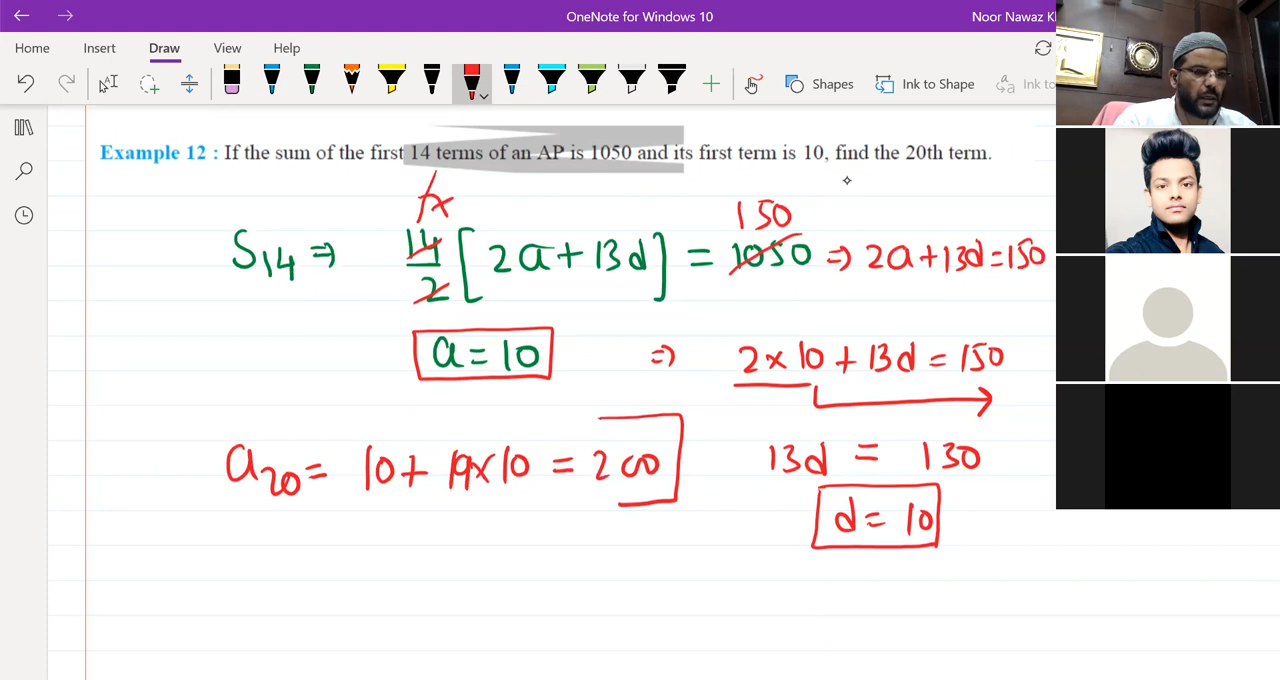 OneNote for Windows 10
Noor Nawaz K
Home Insert Draw View Help
Shapes Ink to Shape Ink to
Example 12 : If the sum of the first 14 terms of an AP is 1050 and its first term is 10, find the 20th term.
150
S14 ⇒ 14/2 [2a+13d] = 1050 ⇒ 2a+13d=150
a=10 ⇒ 2×10+13d=150
a20 = 10+19×10=200 13d = 130
d=10